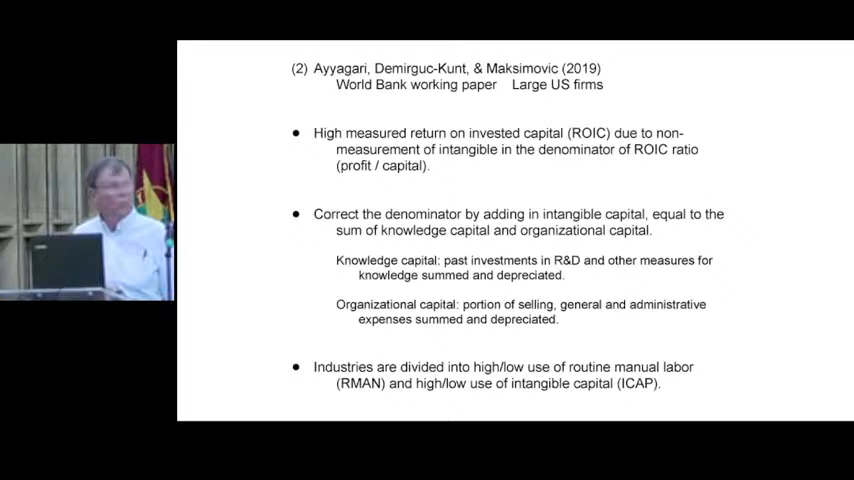 (2) Ayyagari, Demirguc-Kunt, & Maksimovic (2019)
World Bank working paper Large US firms
● High measured return on invested capital (ROIC) due to non-
measurement of intangible in the denominator of ROIC ratio
(profit / capital).
● Correct the denominator by adding in intangible capital, equal to the
sum of knowledge capital and organizational capital.
Knowledge capital: past investments in R&D and other measures for
knowledge summed and depreciated.
Organizational capital: portion of selling, general and administrative
expenses summed and depreciated.
● Industries are divided into high/low use of routine manual labor
(RMAN) and high/low use of intangible capital (ICAP).